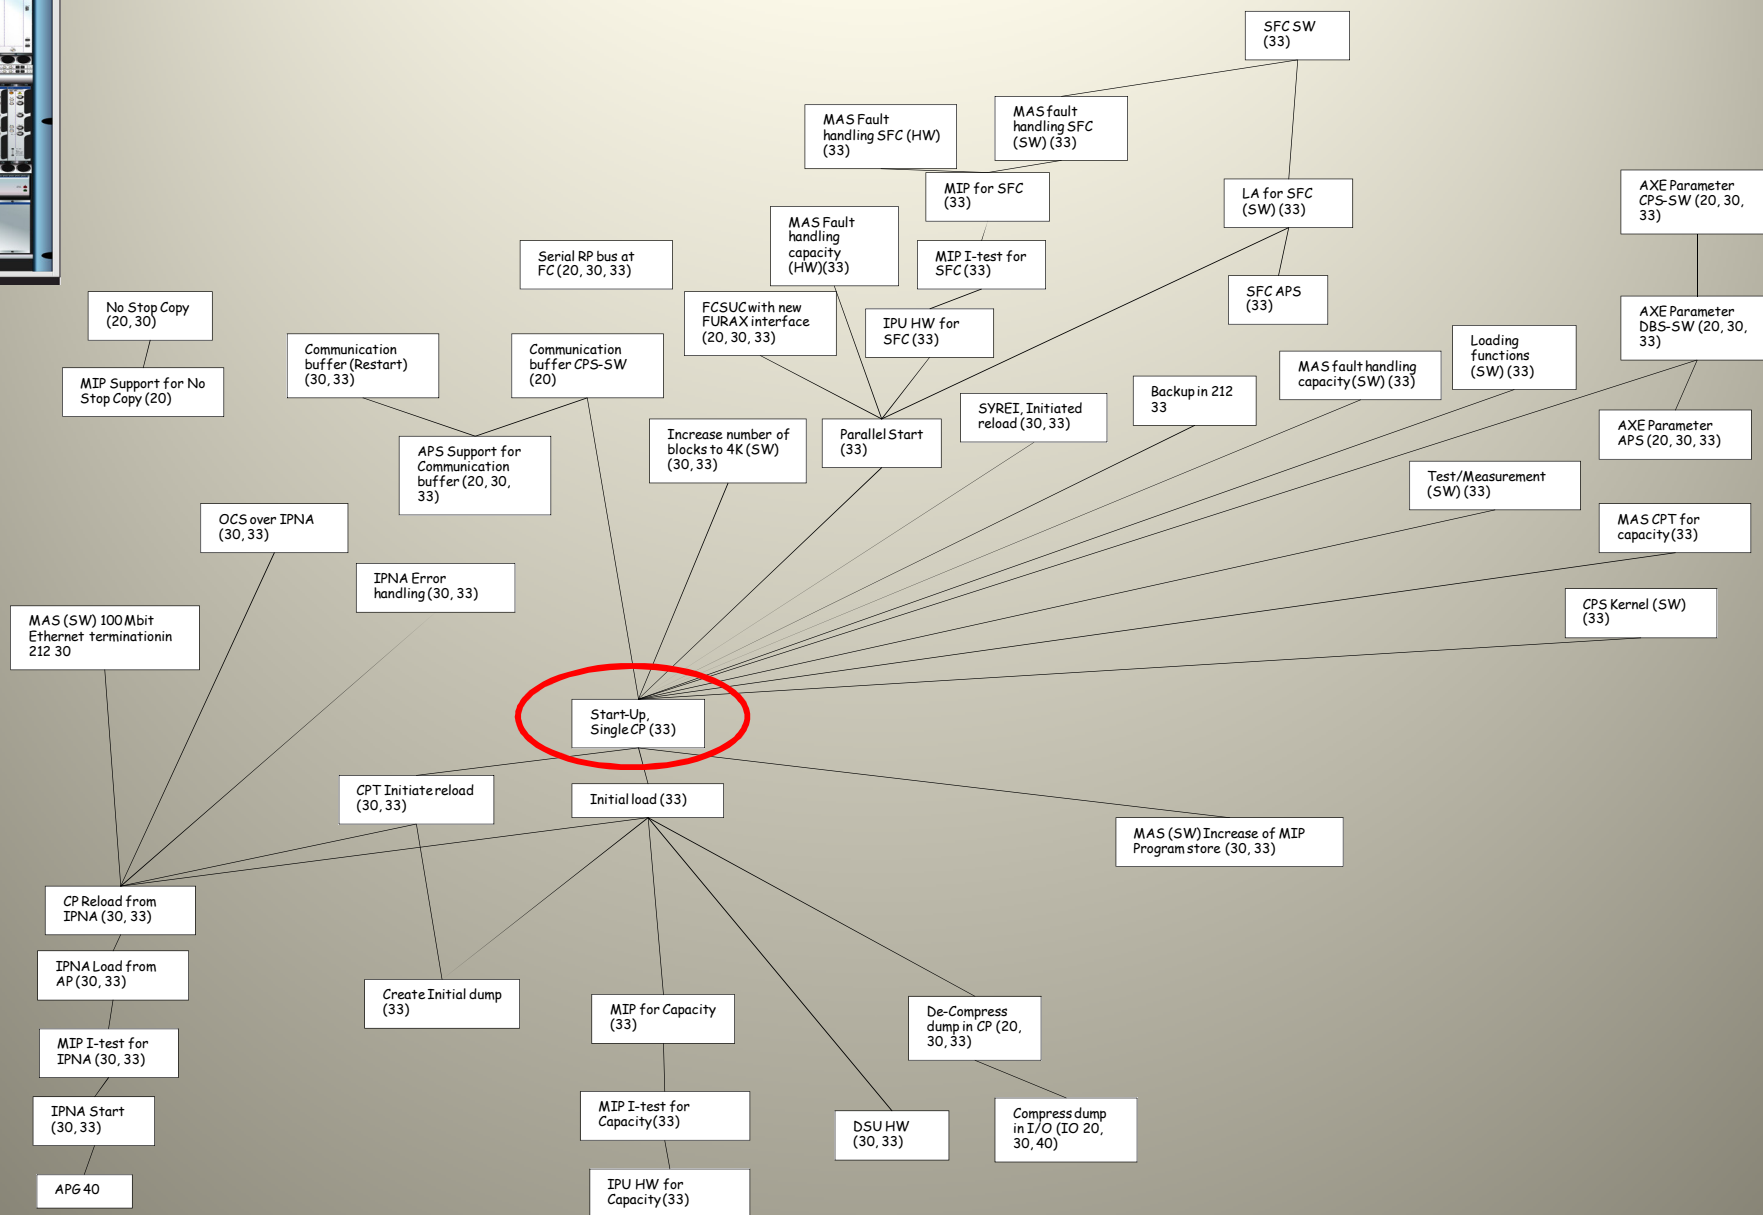 SFC SW
(33)
MAS Fault
handling SFC (HW)
(33)
MAS fault
handling SFC
(SW) (33)
MIP for SFC
(33)
LA for SFC
(SW) (33)
AXE Parameter
CPS-SW (20, 30,
33)
MAS Fault
handling
capacity
(HW)(33)
Serial RP bus at
FC (20, 30, 33)
MIP I-test for
SFC (33)
SFC APS
(33)
No Stop Copy
(20, 30)
FCSUC with new
FURAX interface
(20, 30, 33)
IPU HW for
SFC (33)
AXE Parameter
DBS-SW (20, 30,
33)
Communication
buffer (Restart)
(30, 33)
Communication
buffer CPS-SW
(20)
Loading
functions
(SW) (33)
MAS fault handling
capacity (SW) (33)
MIP Support for No
Stop Copy (20)
Backup in 212
33
SYREI, Initiated
reload (30, 33)
Increase number of
blocks to 4K (SW)
(30, 33)
Parallel Start
(33)
AXE Parameter
APS (20, 30, 33)
APS Support for
Communication
buffer (20, 30,
33)
Test/Measurement
(SW) (33)
OCS over IPNA
(30, 33)
MAS CPT for
capacity (33)
IPNA Error
handling (30, 33)
CPS Kernel (SW)
(33)
MAS (SW) 100Mbit
Ethernet terminationin
212 30
Start-Up,
Single CP (33)
CPT Initiate reload
(30, 33)
Initial load (33)
MAS (SW) Increase of MIP
Program store (30, 33)
CP Reload from
IPNA (30, 33)
IPNA Load from
AP (30, 33)
Create Initial dump
(33)
MIP for Capacity
(33)
De-Compress
dump in CP (20,
30, 33)
MIP I-test for
IPNA (30, 33)
IPNA Start
(30, 33)
MIP I-test for
Capacity (33)
DSU HW
(30, 33)
Compress dump
in I/O (IO 20,
30, 40)
APG 40
IPU HW for
Capacity (33)